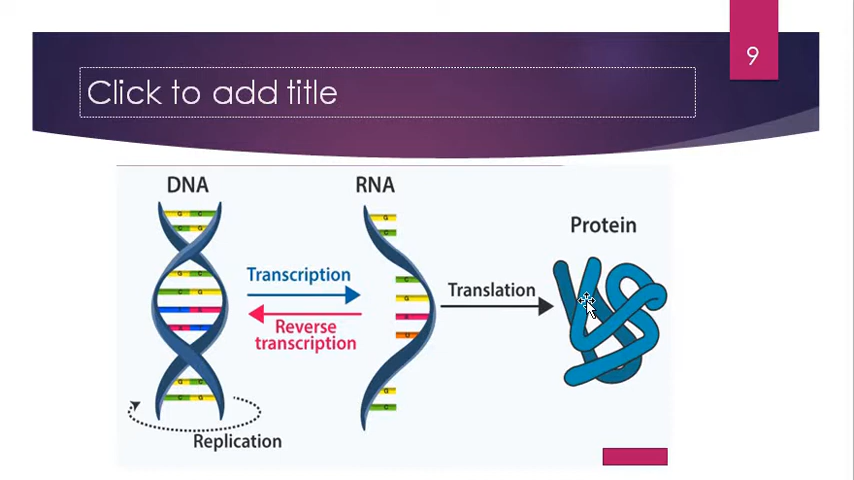 9
Click to add title
DNA
RNA
Protein
Transcription
Reverse
transcription
Translation
Replication